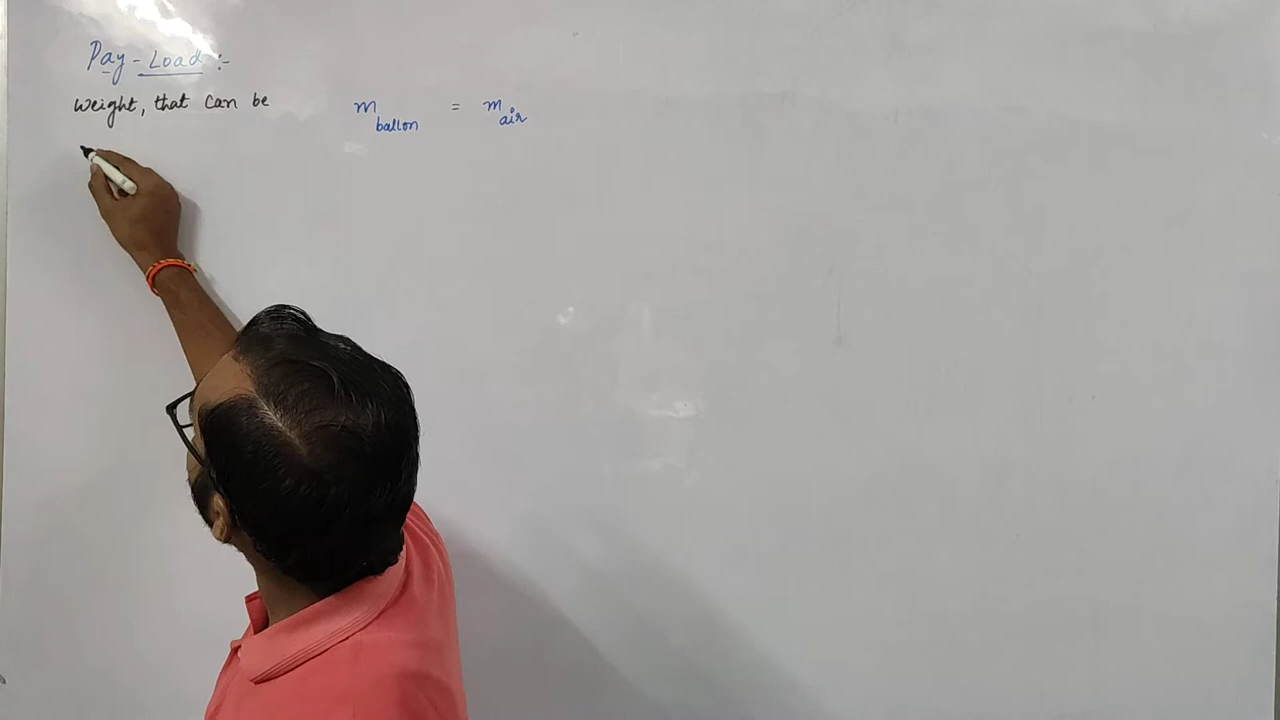 Pay-Load :-
weight, that can be
m ballon = m air